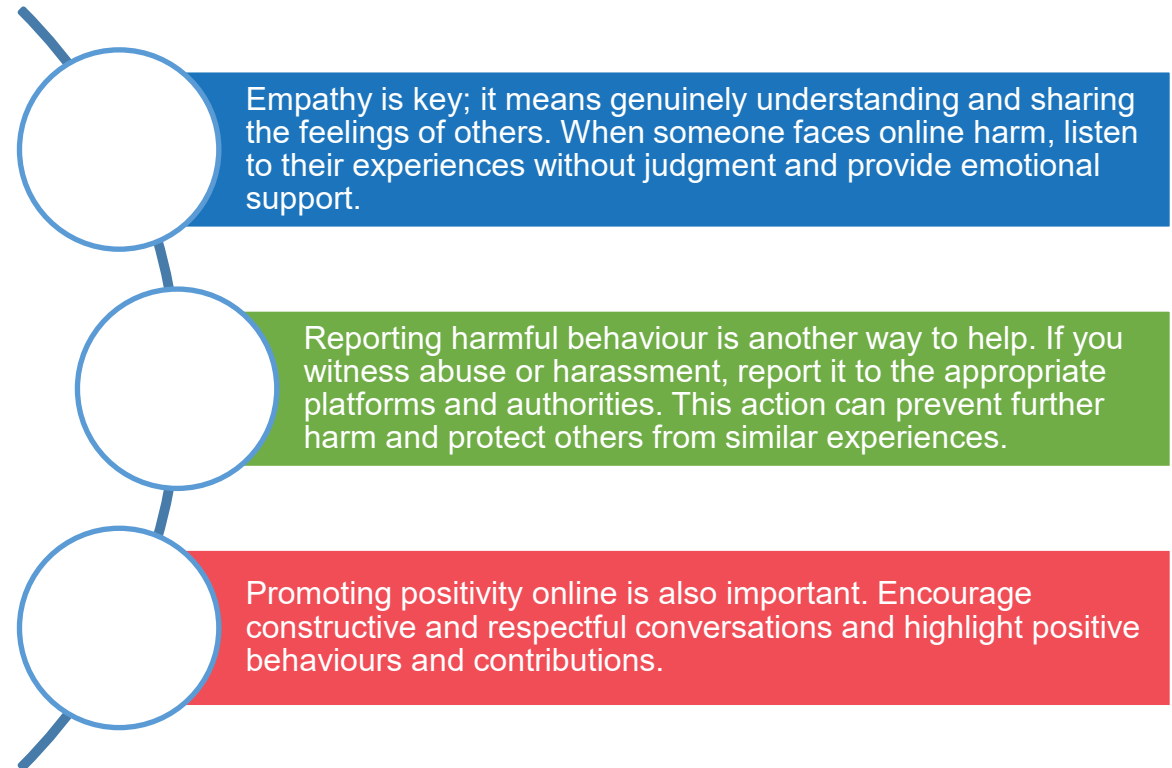 Empathy is key; it means genuinely understanding and sharing
the feelings of others. When someone faces online harm, listen
to their experiences without judgment and provide emotional
support.
Reporting harmful behaviour is another way to help. If you
witness abuse or harassment, report it to the appropriate
platforms and authorities. This action can prevent further
harm and protect others from similar experiences.
Promoting positivity online is also important. Encourage
constructive and respectful conversations and highlight positive
behaviours and contributions.